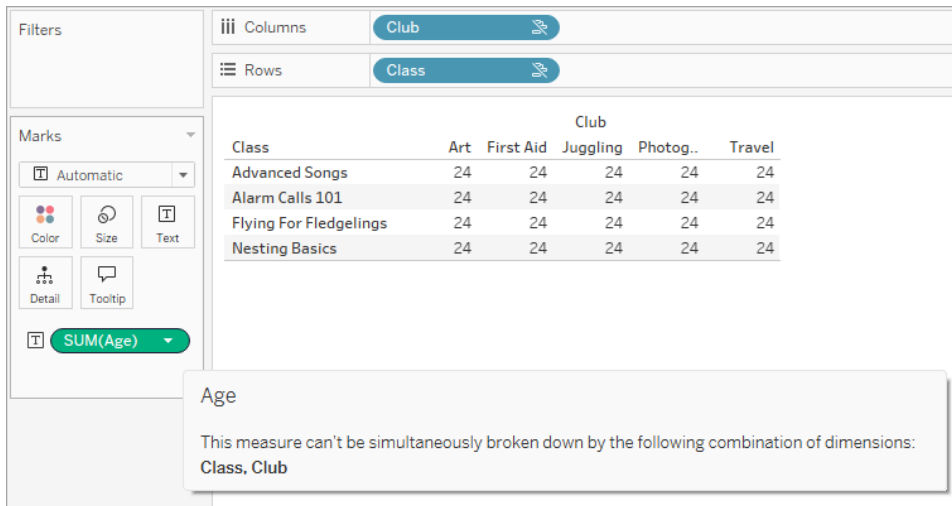 Filters
Columns Club
Rows Class
Marks
Automatic
Color Size Text
Detail Tooltip
SUM(Age)
Club
Class Art First Aid Juggling Photog.. Travel
Advanced Songs 24 24 24 24 24
Alarm Calls 101 24 24 24 24 24
Flying For Fledgelings 24 24 24 24 24
Nesting Basics 24 24 24 24 24
Age
This measure can't be simultaneously broken down by the following combination of dimensions:
Class, Club